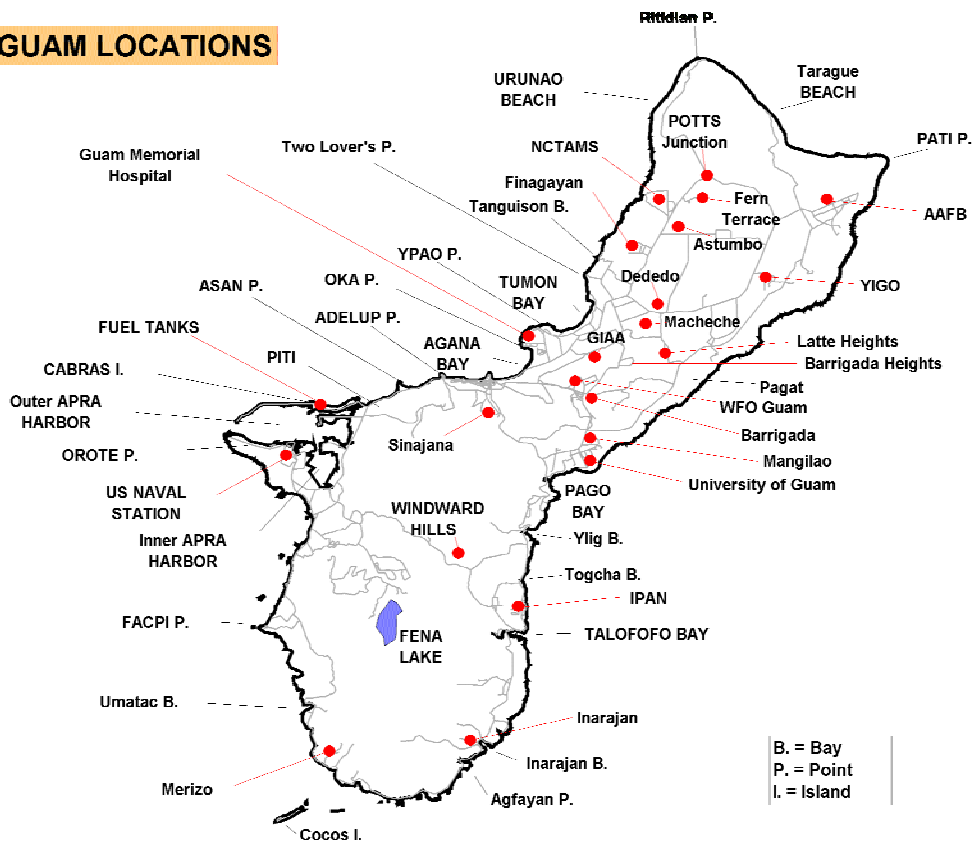 GUAM LOCATIONS
Ritidian P.
URUNAO
BEACH
Tarague
BEACH
POTTS
Junction
PATI P.
NCTAMS
Two Lover's P.
Guam Memorial
Hospital
Finagayan
Fern
Terrace
Tanguison B.
AAFB
Astumbo
YPAO P.
Dededo
OKA P.
TUMON
BAY
ASAN P.
YIGO
ADELUP P.
Macheche
FUEL TANKS
GIAA
AGANA
BAY
Latte Heights
PITI
Barrigada Heights
CABRAS I.
Pagat
Outer APRA
HARBOR
WFO Guam
Sinajana
Barrigada
OROTE P.
Mangilao
University of Guam
US NAVAL
STATION
PAGO
BAY
WINDWARD
HILLS
Inner APRA
HARBOR
Ylig B.
Togcha B.
IPAN
FACPI P.
FENA
LAKE
TALOFOFO BAY
Umatac B.
Inarajan
Inarajan B.
Merizo
Agfayan P.
Cocos I.
B. = Bay
P. = Point
I. = Island